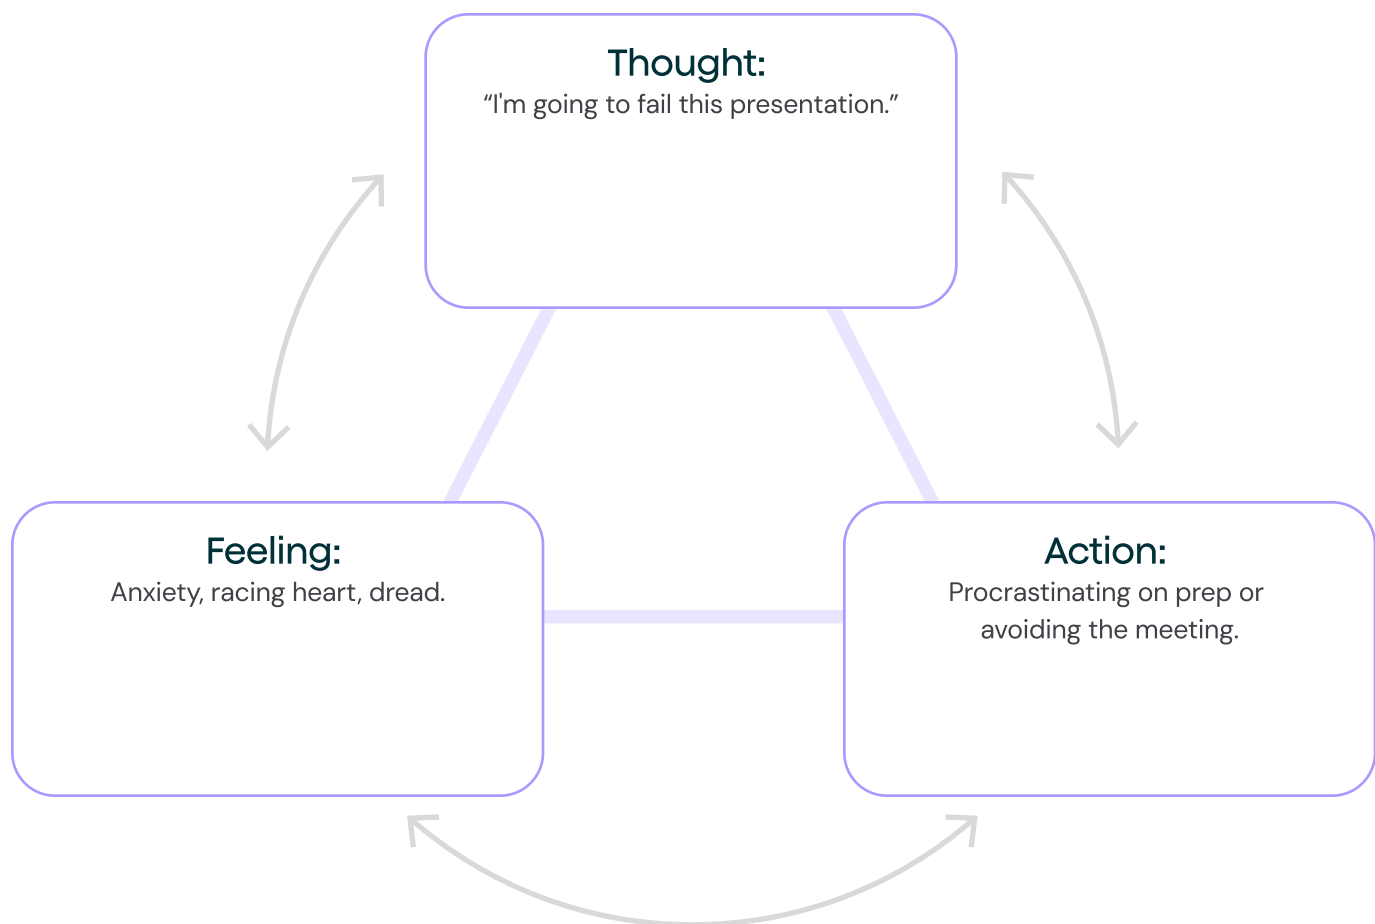 Thought:
“I'm going to fail this presentation.”
Feeling:
Anxiety, racing heart, dread.
Action:
Procrastinating on prep or
avoiding the meeting.